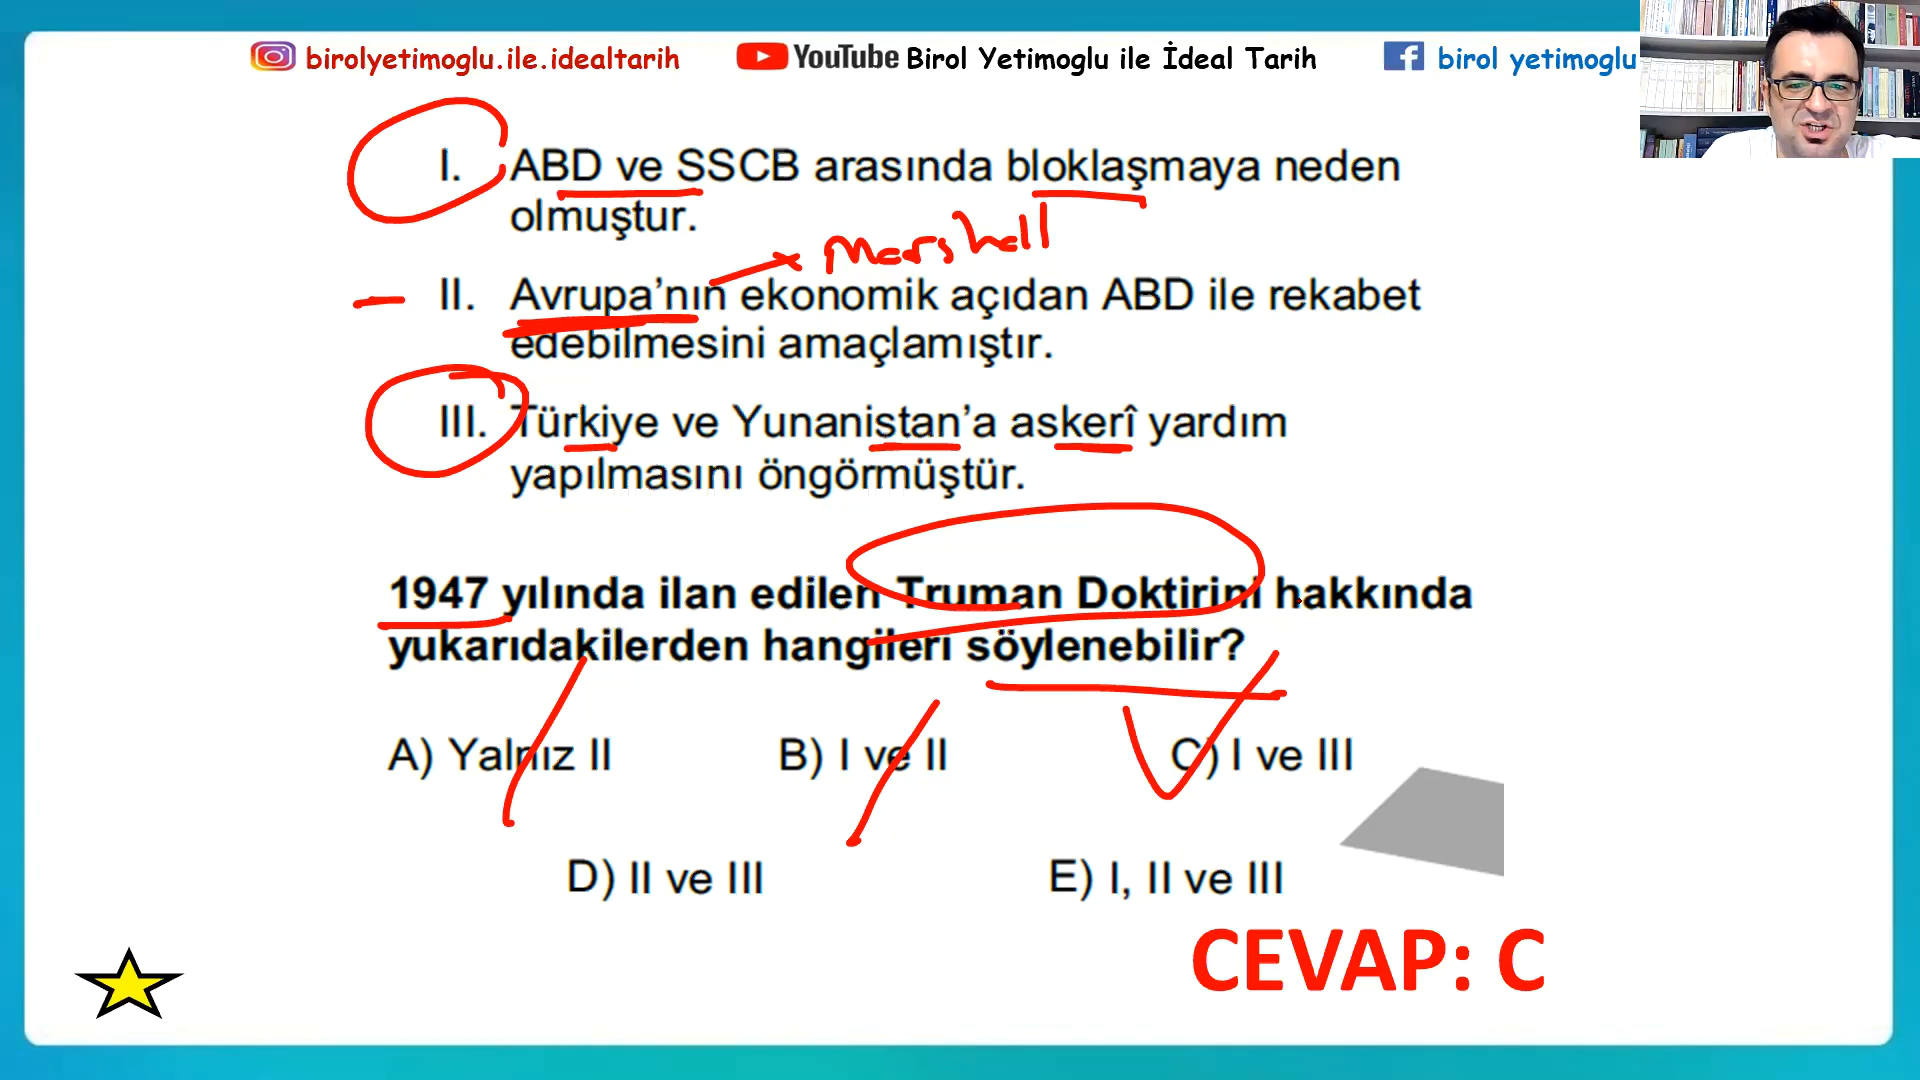 birolyetimoglu.ile.idealtarih YouTube Birol Yetimoglu ile İdeal Tarih birol yetimoglu
I. ABD ve SSCB arasında bloklaşmaya neden
olmuştur.
Marshall
II. Avrupa’nın ekonomik açıdan ABD ile rekabet
edebilmesini amaçlamıştır.
III. Türkiye ve Yunanistan’a askerî yardım
yapılmasını öngörmüştür.
1947 yılında ilan edilen Truman Doktirini hakkında
yukarıdakilerden hangileri söylenebilir?
A) Yalnız II B) I ve II C) I ve III
D) II ve III E) I, II ve III
CEVAP: C